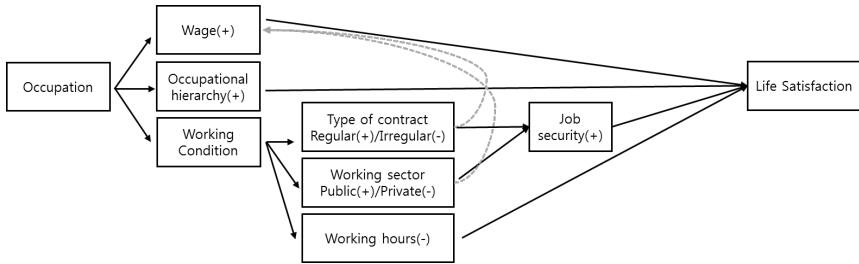 Occupation
Wage(+)
Occupational
hierarchy(+)
Working
Condition
Type of contract
Regular(+)/Irregular(-)
Working sector
Public(+)/Private(-)
Working hours(-)
Job
security(+)
Life Satisfaction